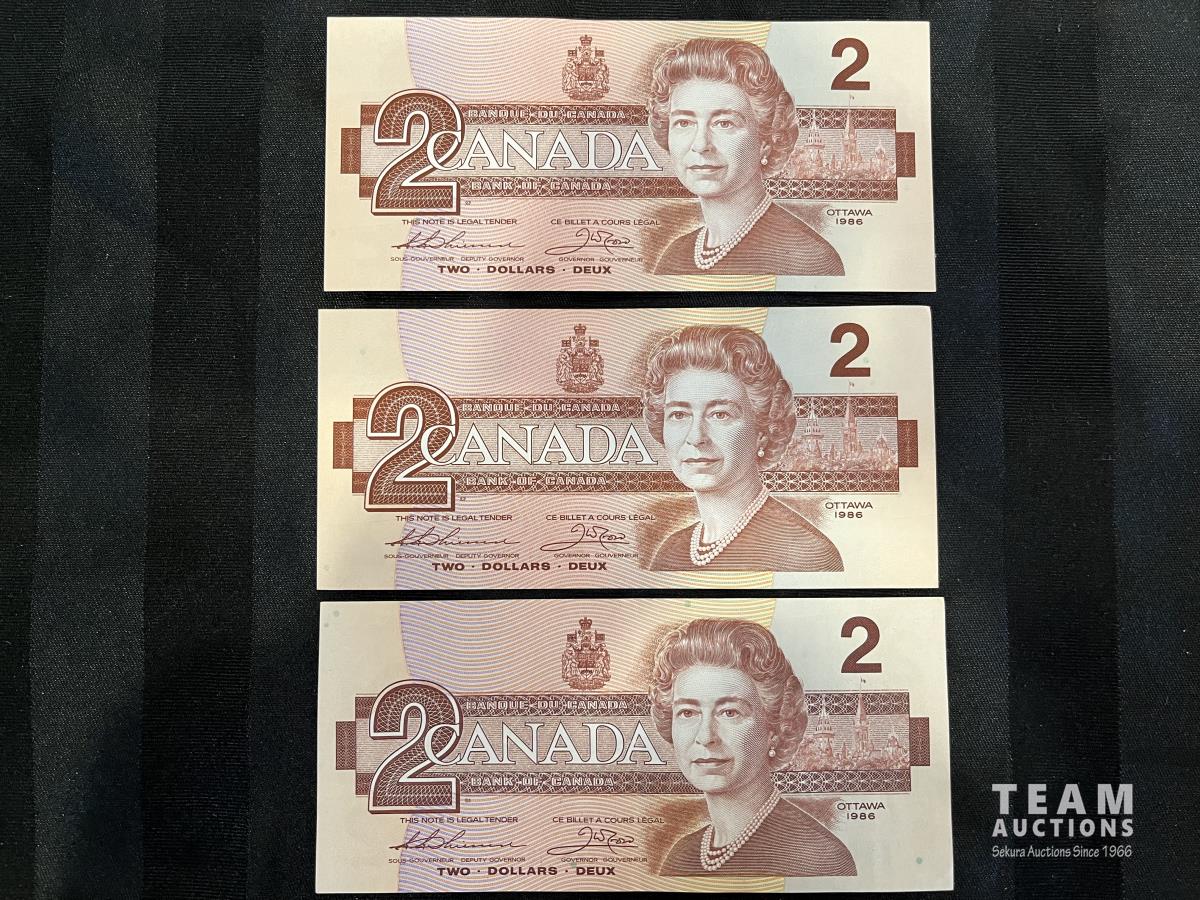 2
BANQUE · DU · CANADA
2 CANADA
BANK · OF · CANADA
THIS NOTE IS LEGAL TENDER CE BILLET A COURS LÉGAL
SOUS-GOUVERNEUR DEPUTY GOVERNOR GOVERNOR GOUVERNEUR
TWO · DOLLARS · DEUX
OTTAWA
1986
2
BANQUE · DU · CANADA
2 CANADA
BANK · OF · CANADA
THIS NOTE IS LEGAL TENDER CE BILLET A COURS LÉGAL
SOUS-GOUVERNEUR DEPUTY GOVERNOR GOVERNOR GOUVERNEUR
TWO · DOLLARS · DEUX
OTTAWA
1986
2
BANQUE · DU · CANADA
2 CANADA
BANK · OF · CANADA
THIS NOTE IS LEGAL TENDER CE BILLET A COURS LÉGAL
SOUS-GOUVERNEUR DEPUTY GOVERNOR GOVERNOR GOUVERNEUR
TWO · DOLLARS · DEUX
OTTAWA
1986
TEAM
AUCTIONS
Sekura Auctions Since 1966